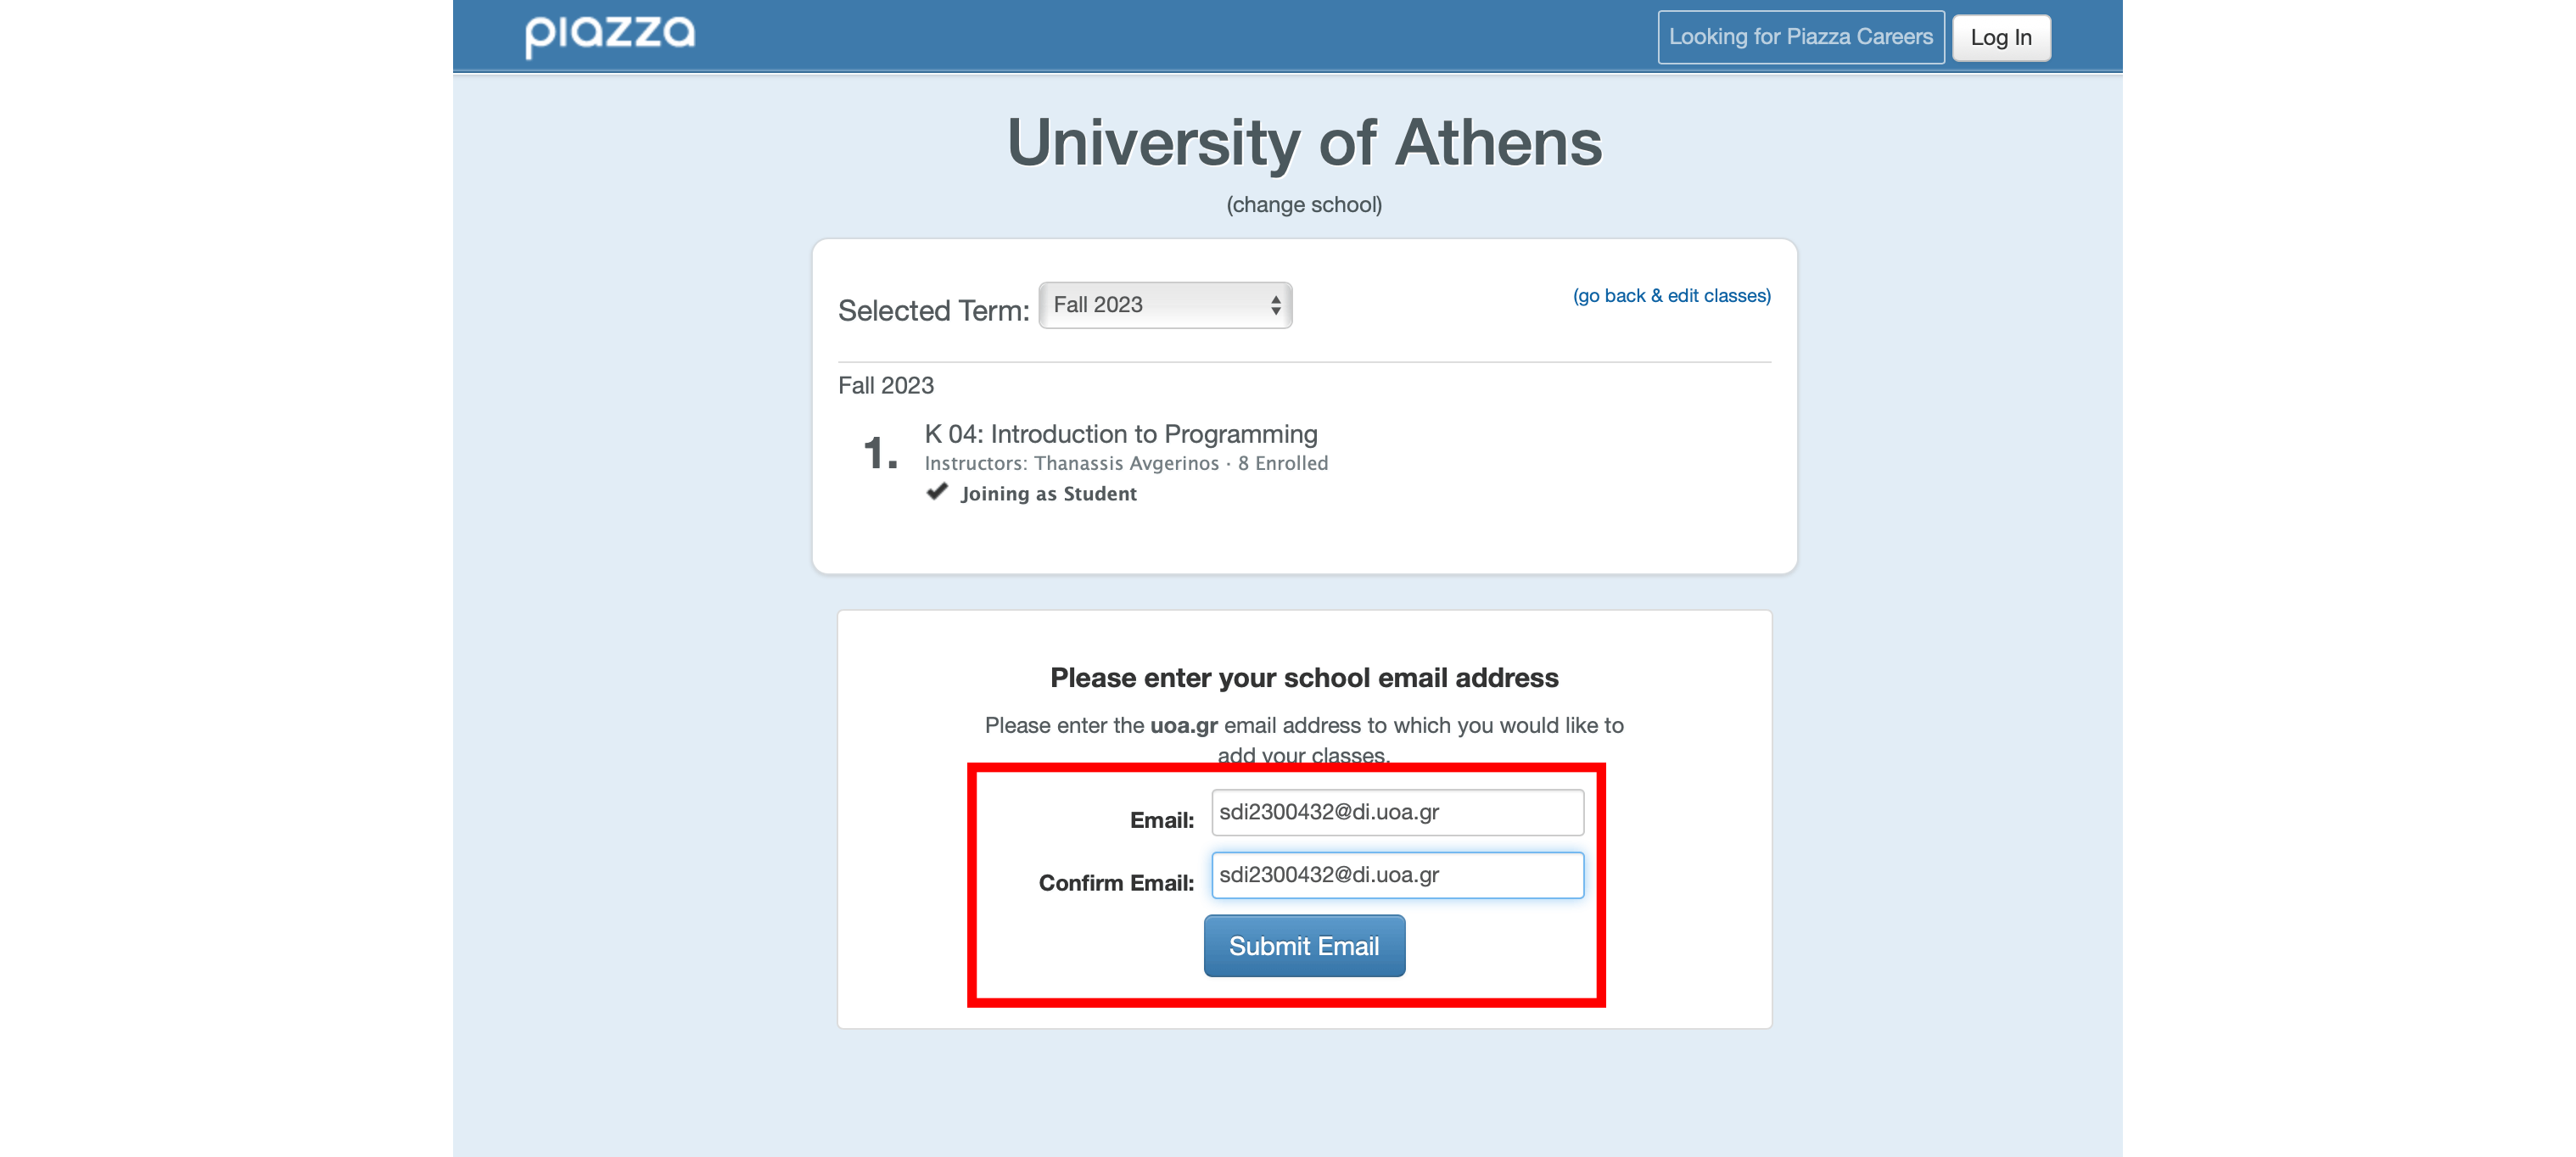 piazza
Looking for Piazza Careers
Log In
University of Athens
(change school)
Selected Term: Fall 2023
(go back & edit classes)
Fall 2023
1.
K 04: Introduction to Programming
Instructors: Thanassis Avgerinos · 8 Enrolled
Joining as Student
Please enter your school email address
Please enter the uoa.gr email address to which you would like to
add your classes.
Email: sdi2300432@di.uoa.gr
Confirm Email: sdi2300432@di.uoa.gr
Submit Email